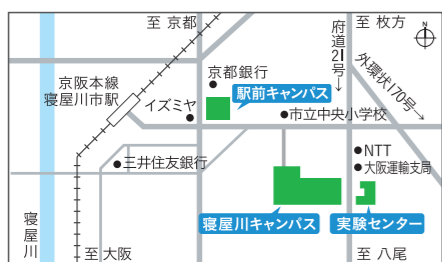 至 京都
至 枚方
府道21号→
外環状170号→
京阪本線
寝屋川市駅
京都銀行
駅前キャンパス
イズミヤ
市立中央小学校
NTT
大阪運輸支局
三井住友銀行
寝屋川キャンパス
実験センター
寝屋川
至 大阪
至 八尾